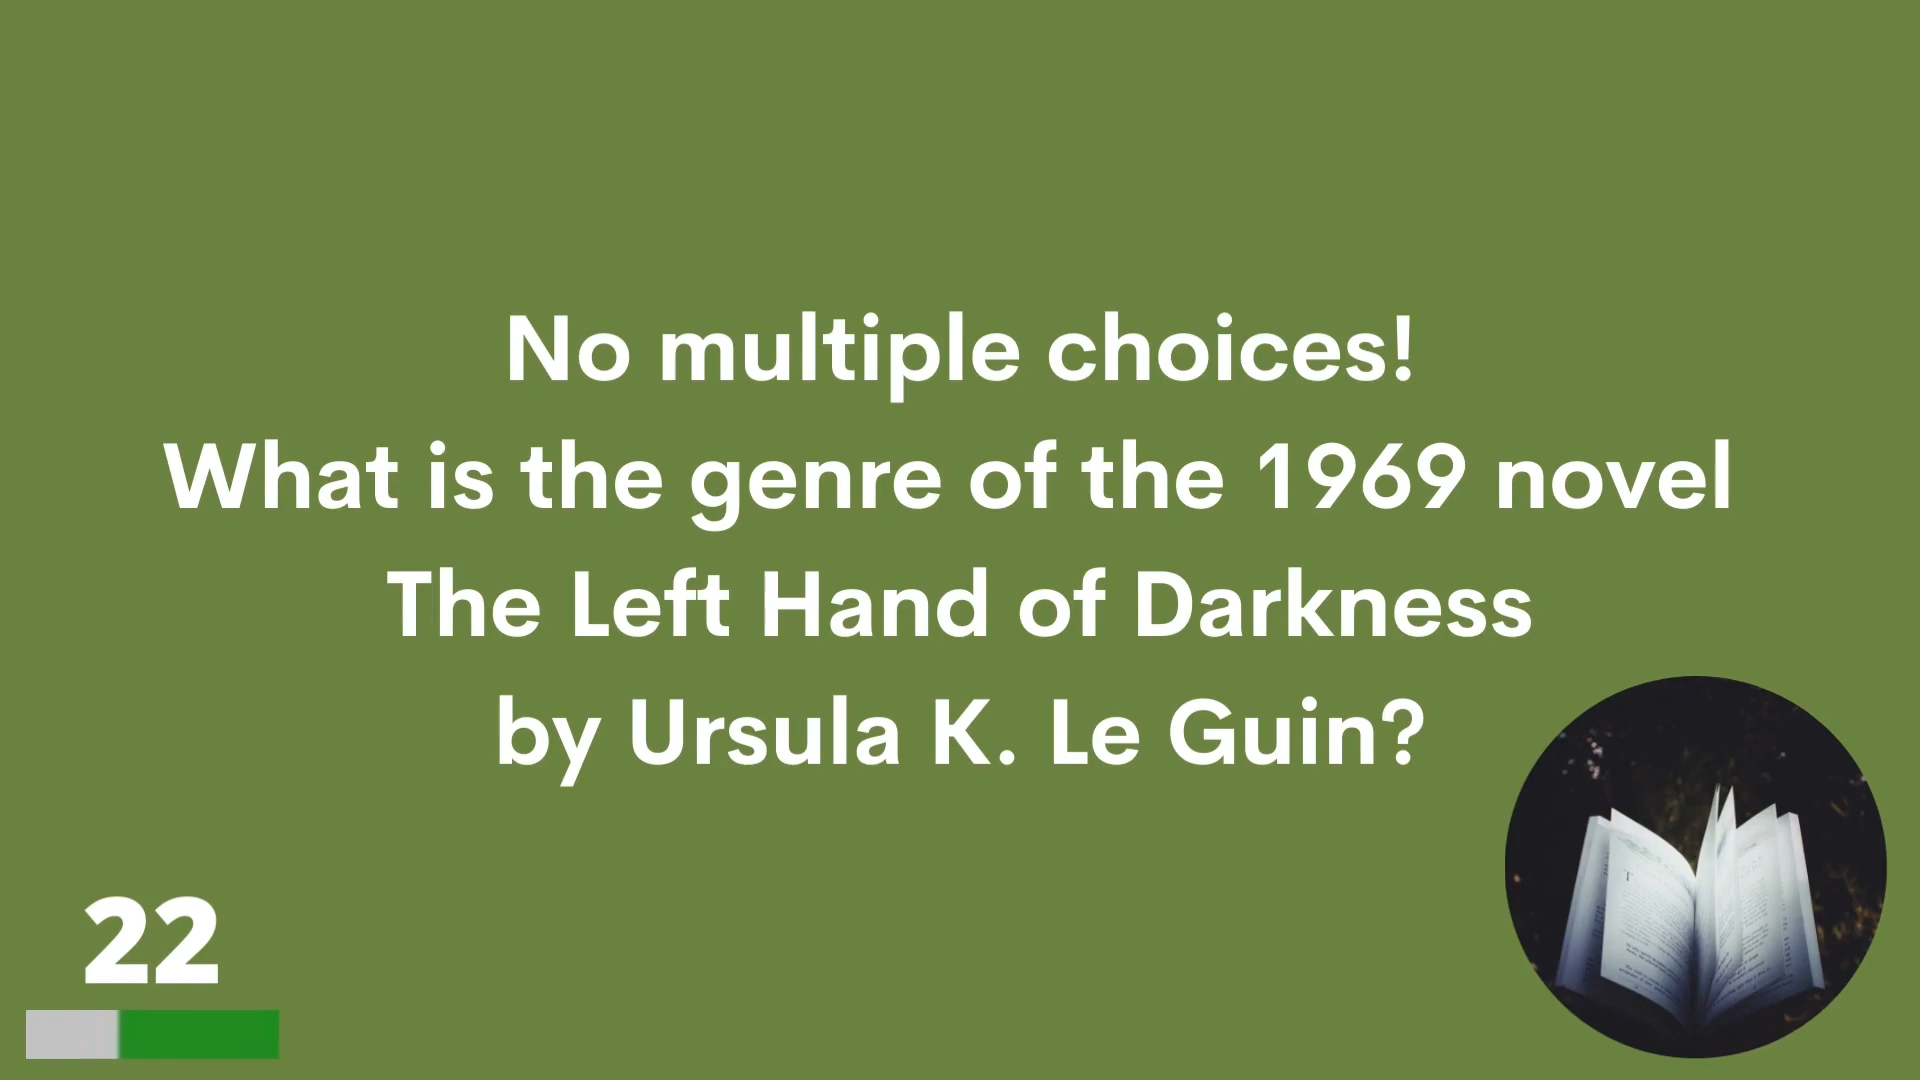 No multiple choices!
What is the genre of the 1969 novel
The Left Hand of Darkness
by Ursula K. Le Guin?
22